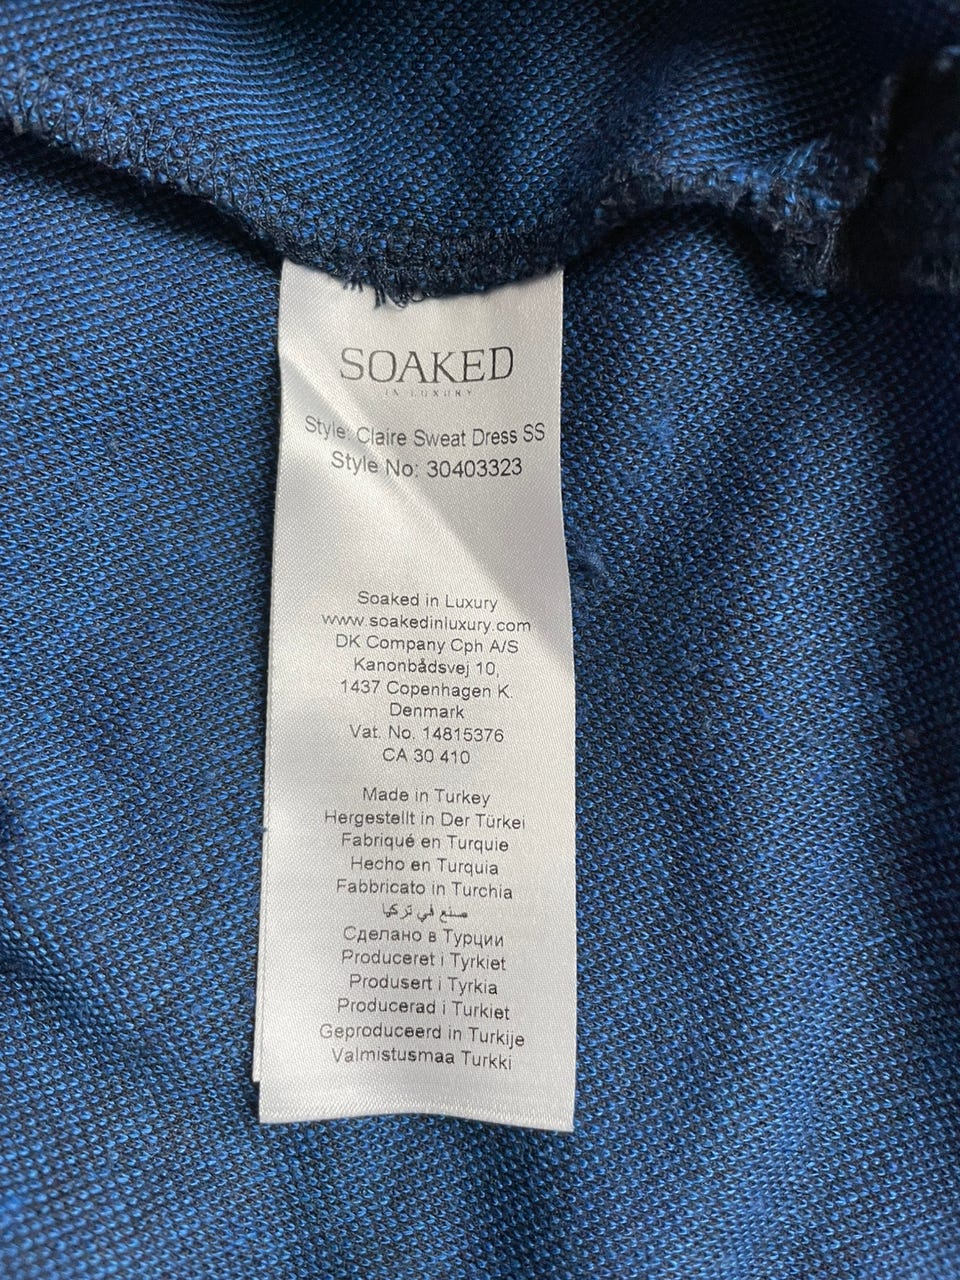 SOAKED
IN LUXURY
Style: Claire Sweat Dress SS
Style No: 30403323
Soaked in Luxury
www.soakedinluxury.com
DK Company Cph A/S
Kanonbådsvej 10,
1437 Copenhagen K.
Denmark
Vat. No. 14815376
CA 30 410
Made in Turkey
Hergestellt in Der Türkei
Fabriqué en Turquie
Hecho en Turquia
Fabbricato in Turchia
صنع في تركيا
Сделано в Турции
Produceret i Tyrkiet
Produsert i Tyrkia
Producerad i Turkiet
Geproduceerd in Turkije
Valmistusmaa Turkki